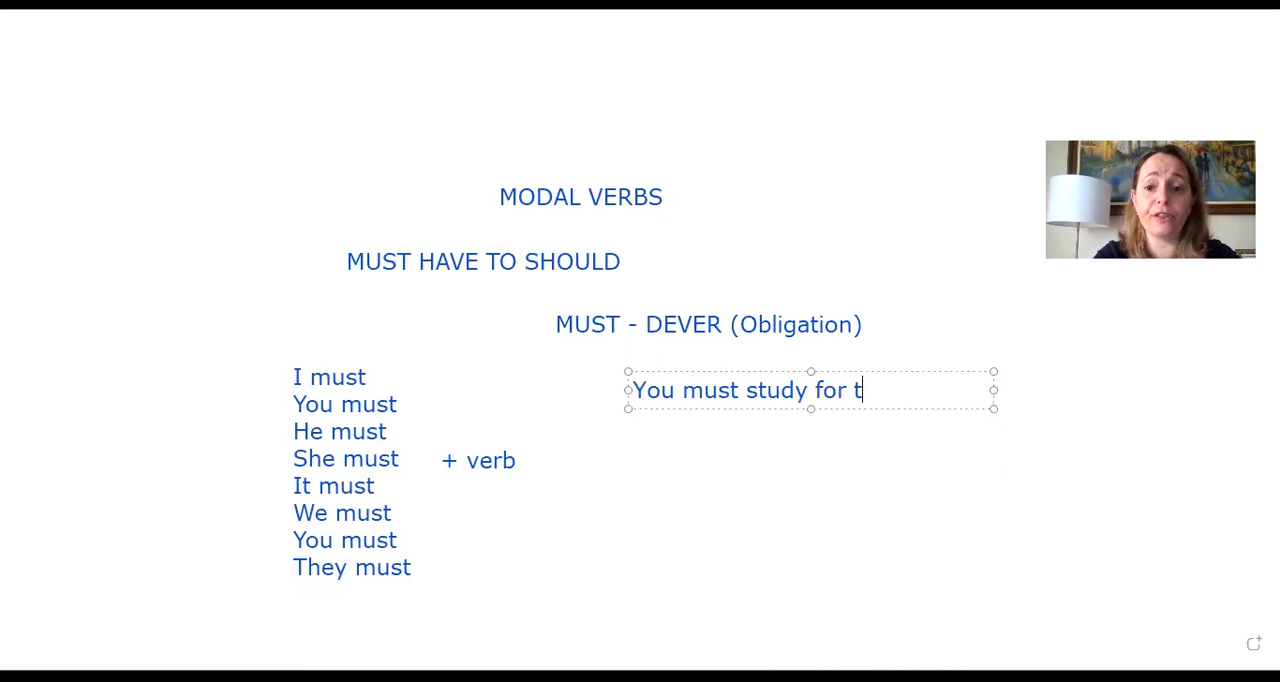 MODAL VERBS
MUST HAVE TO SHOULD
MUST - DEVER (Obligation)
I must
You must
He must
She must
It must
We must
You must
They must
+ verb
You must study for t